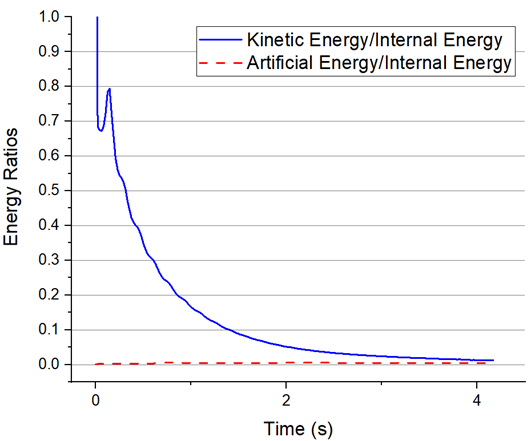 1.0
0.9
0.8
0.7
0.6
0.5
0.4
0.3
0.2
0.1
0.0
Energy Ratios
Kinetic Energy/Internal Energy
Artificial Energy/Internal Energy
0 2 4
Time (s)